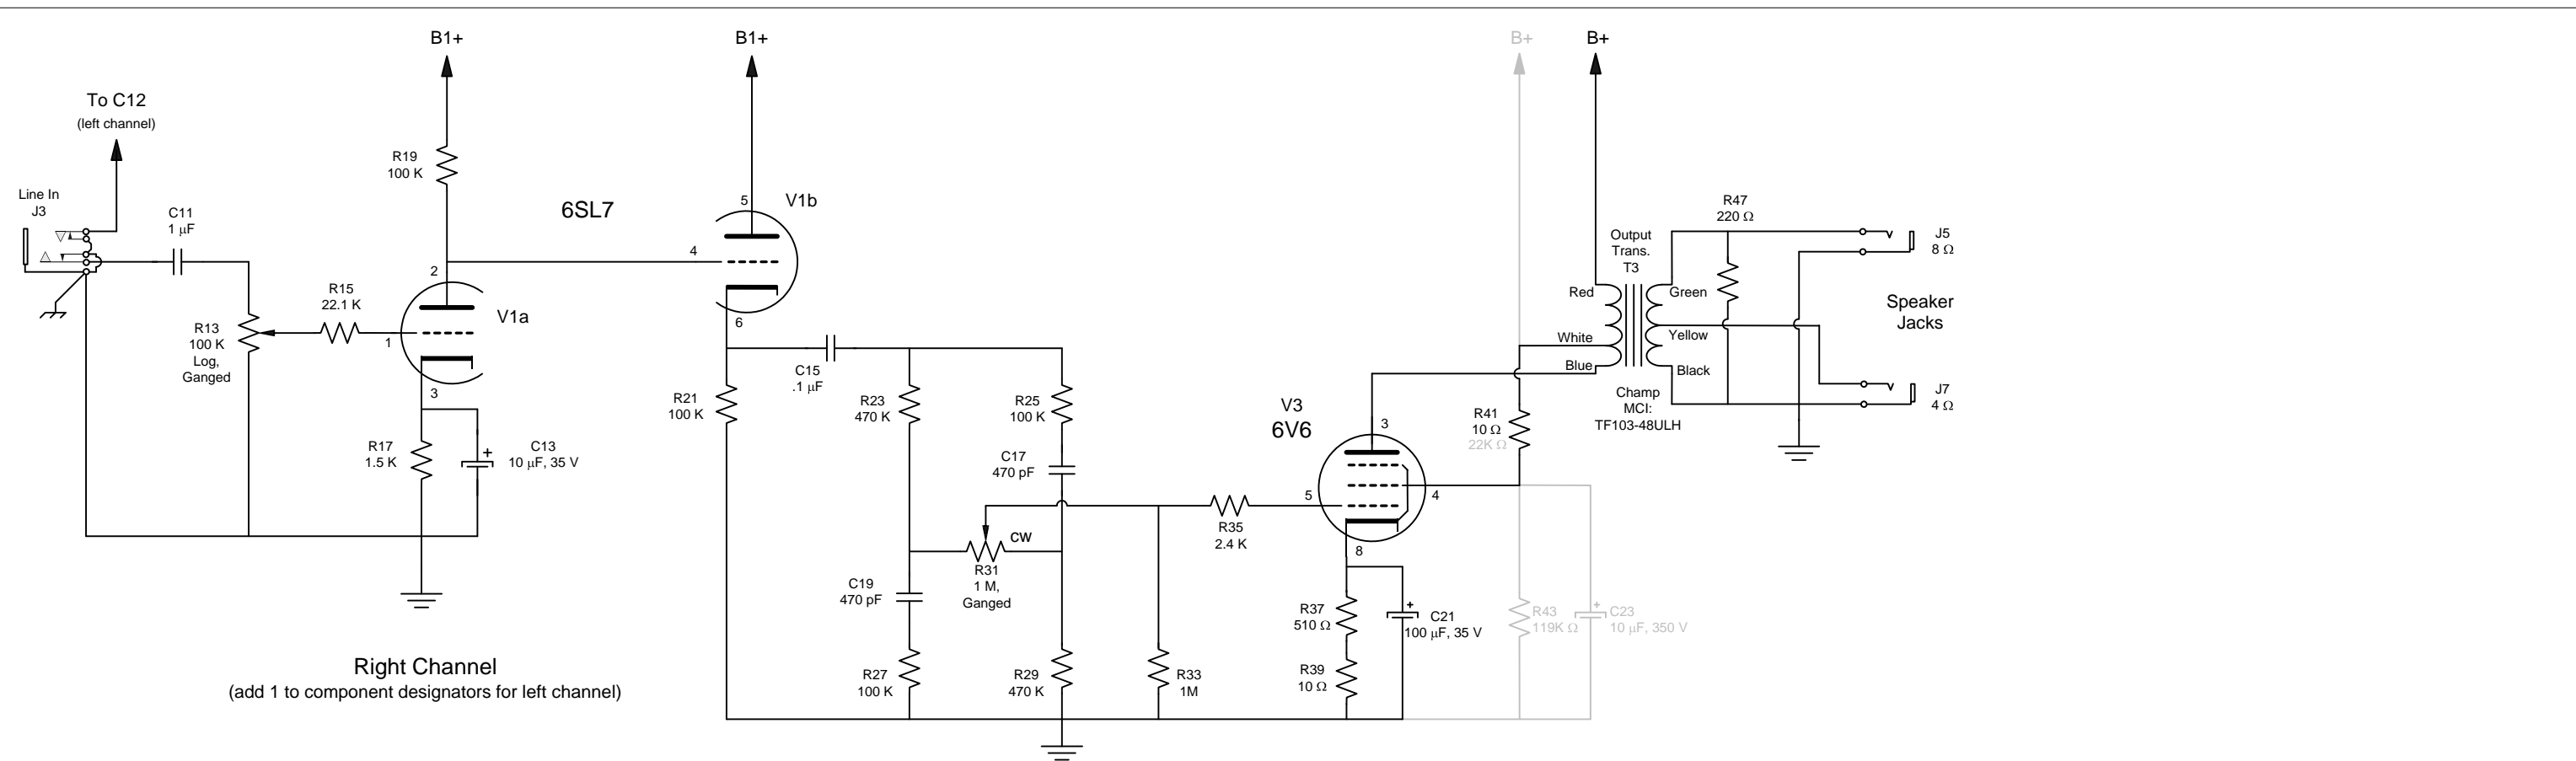 B1+
B1+
B+
B+
To C12
(left channel)
Line In
J3
C11
1 μF
R19
100 K
6SL7
5
V1b
4
6
2
R15
22.1 K
R13
100 K
Log,
Ganged
1
V1a
3
R17
1.5 K
C13
10 μF, 35 V
+
C15
.1 μF
R21
100 K
R23
470 K
R25
100 K
C17
470 pF
CW
R31
1 M,
Ganged
C19
470 pF
R27
100 K
R29
470 K
R33
1M
R35
2.4 K
V3
6V6
3
5
4
8
R37
510 Ω
R39
10 Ω
+
C21
100 μF, 35 V
R41
10 Ω
22K Ω
R43
119K Ω
+
C23
10 μF, 350 V
Output
Trans.
T3
Red
White
Blue
Green
Yellow
Black
Champ
MCI:
TF103-48ULH
R47
220 Ω
J5
8 Ω
Speaker
Jacks
J7
4 Ω
Right Channel
(add 1 to component designators for left channel)